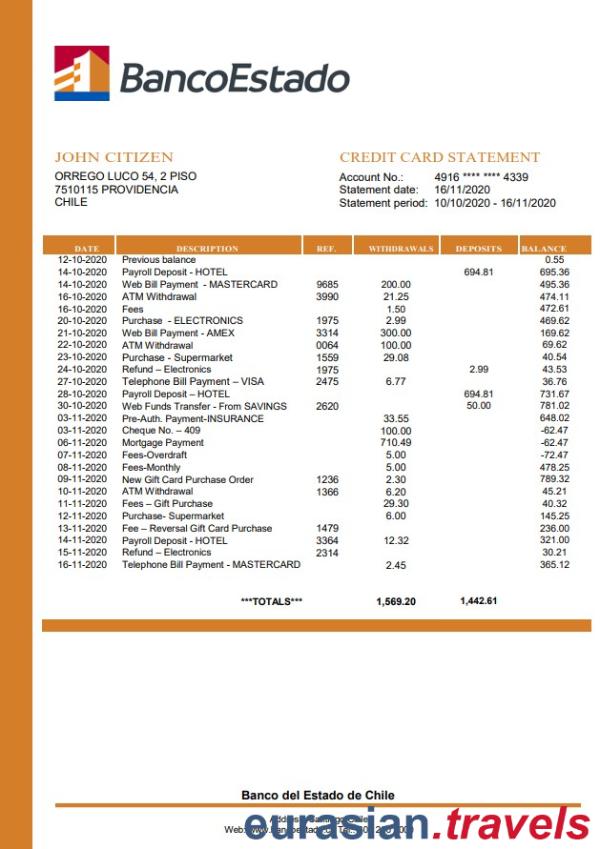 BancoEstado
JOHN CITIZEN
ORREGO LUCO 54, 2 PISO
7510115 PROVIDENCIA
CHILE
CREDIT CARD STATEMENT
Account No.: 4916 **** **** 4339
Statement date: 16/11/2020
Statement period: 10/10/2020 - 16/11/2020
DATE DESCRIPTION REF. WITHDRAWALS DEPOSITS BALANCE
12-10-2020 Previous balance 0.55
14-10-2020 Payroll Deposit - HOTEL 694.81 695.36
14-10-2020 Web Bill Payment - MASTERCARD 9685 200.00 495.36
16-10-2020 ATM Withdrawal 3990 21.25 474.11
16-10-2020 Fees 1.50 472.61
20-10-2020 Purchase - ELECTRONICS 1975 2.99 469.62
21-10-2020 Web Bill Payment - AMEX 3314 300.00 169.62
22-10-2020 ATM Withdrawal 0064 100.00 69.62
23-10-2020 Purchase - Supermarket 1559 29.08 40.54
24-10-2020 Refund – Electronics 1975 2.99 43.53
27-10-2020 Telephone Bill Payment – VISA 2475 6.77 36.76
28-10-2020 Payroll Deposit – HOTEL 694.81 731.67
30-10-2020 Web Funds Transfer - From SAVINGS 2620 50.00 781.02
03-11-2020 Pre-Auth. Payment-INSURANCE 33.55 648.02
03-11-2020 Cheque No. – 409 100.00 -62.47
06-11-2020 Mortgage Payment 710.49 -62.47
07-11-2020 Fees-Overdraft 5.00 -72.47
08-11-2020 Fees-Monthly 5.00 478.25
09-11-2020 New Gift Card Purchase Order 1236 2.30 789.32
10-11-2020 ATM Withdrawal 1366 6.20 45.21
11-11-2020 Fees – Gift Purchase 29.30 40.32
12-11-2020 Purchase- Supermarket 6.00 145.25
13-11-2020 Fee – Reversal Gift Card Purchase 1479 236.00
14-11-2020 Payroll Deposit - HOTEL 3364 12.32 321.00
15-11-2020 Refund – Electronics 2314 30.21
16-11-2020 Telephone Bill Payment - MASTERCARD 2.45 365.12
***TOTALS*** 1,569.20 1,442.61
Banco del Estado de Chile
eurasian.travels